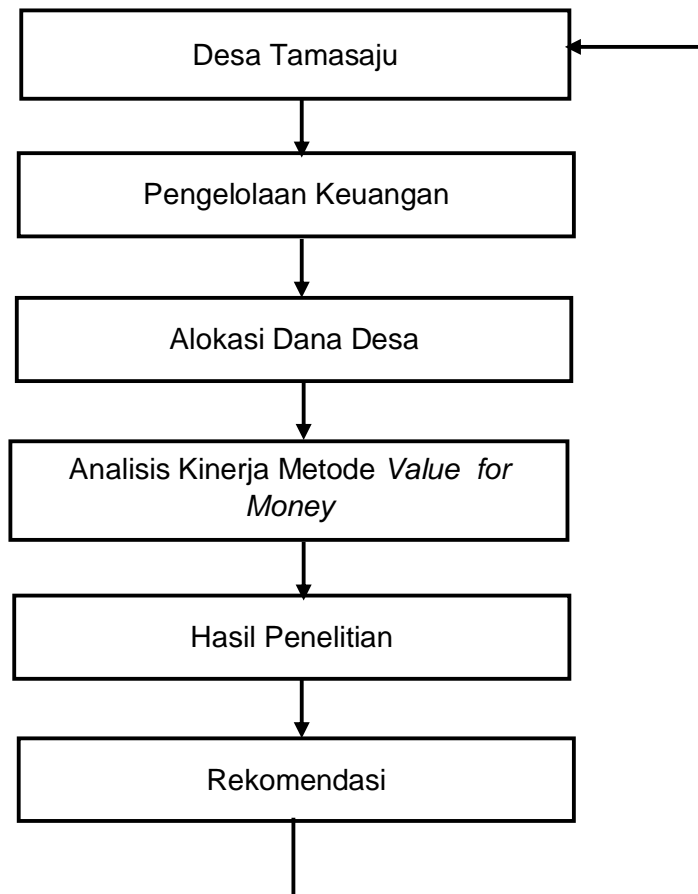 Desa Tamasaju
Pengelolaan Keuangan
Alokasi Dana Desa
Analisis Kinerja Metode Value for
Money
Hasil Penelitian
Rekomendasi